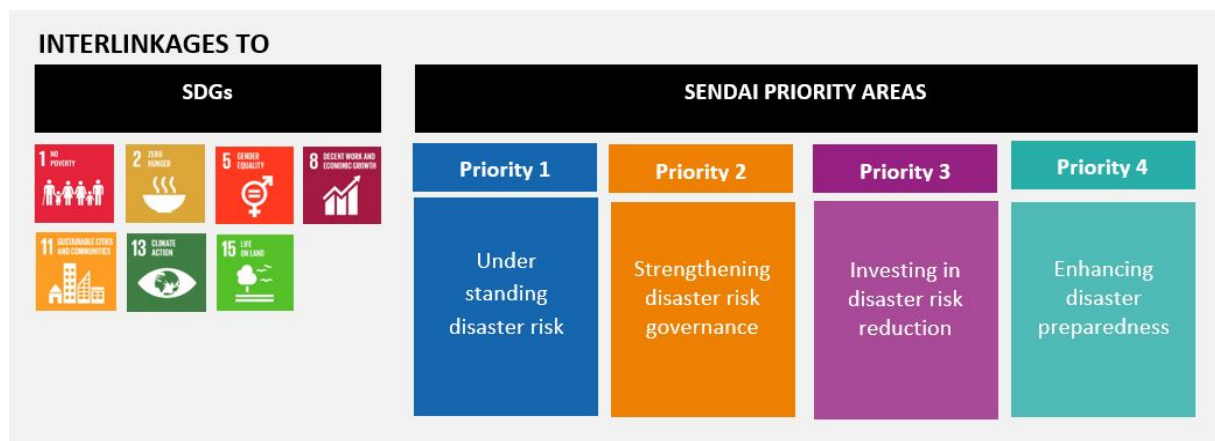 INTERLINKAGES TO
SDGs
1 NO
POVERTY
2 ZERO
HUNGER
5 GENDER
EQUALITY
8 DECENT WORK AND
ECONOMIC GROWTH
11 SUSTAINABLE CITIES
AND COMMUNITIES
13 CLIMATE
ACTION
15 LIFE
ON LAND
SENDAI PRIORITY AREAS
Priority 1
Under
standing
disaster risk
Priority 2
Strengthening
disaster risk
governance
Priority 3
Investing in
disaster risk
reduction
Priority 4
Enhancing
disaster
preparedness